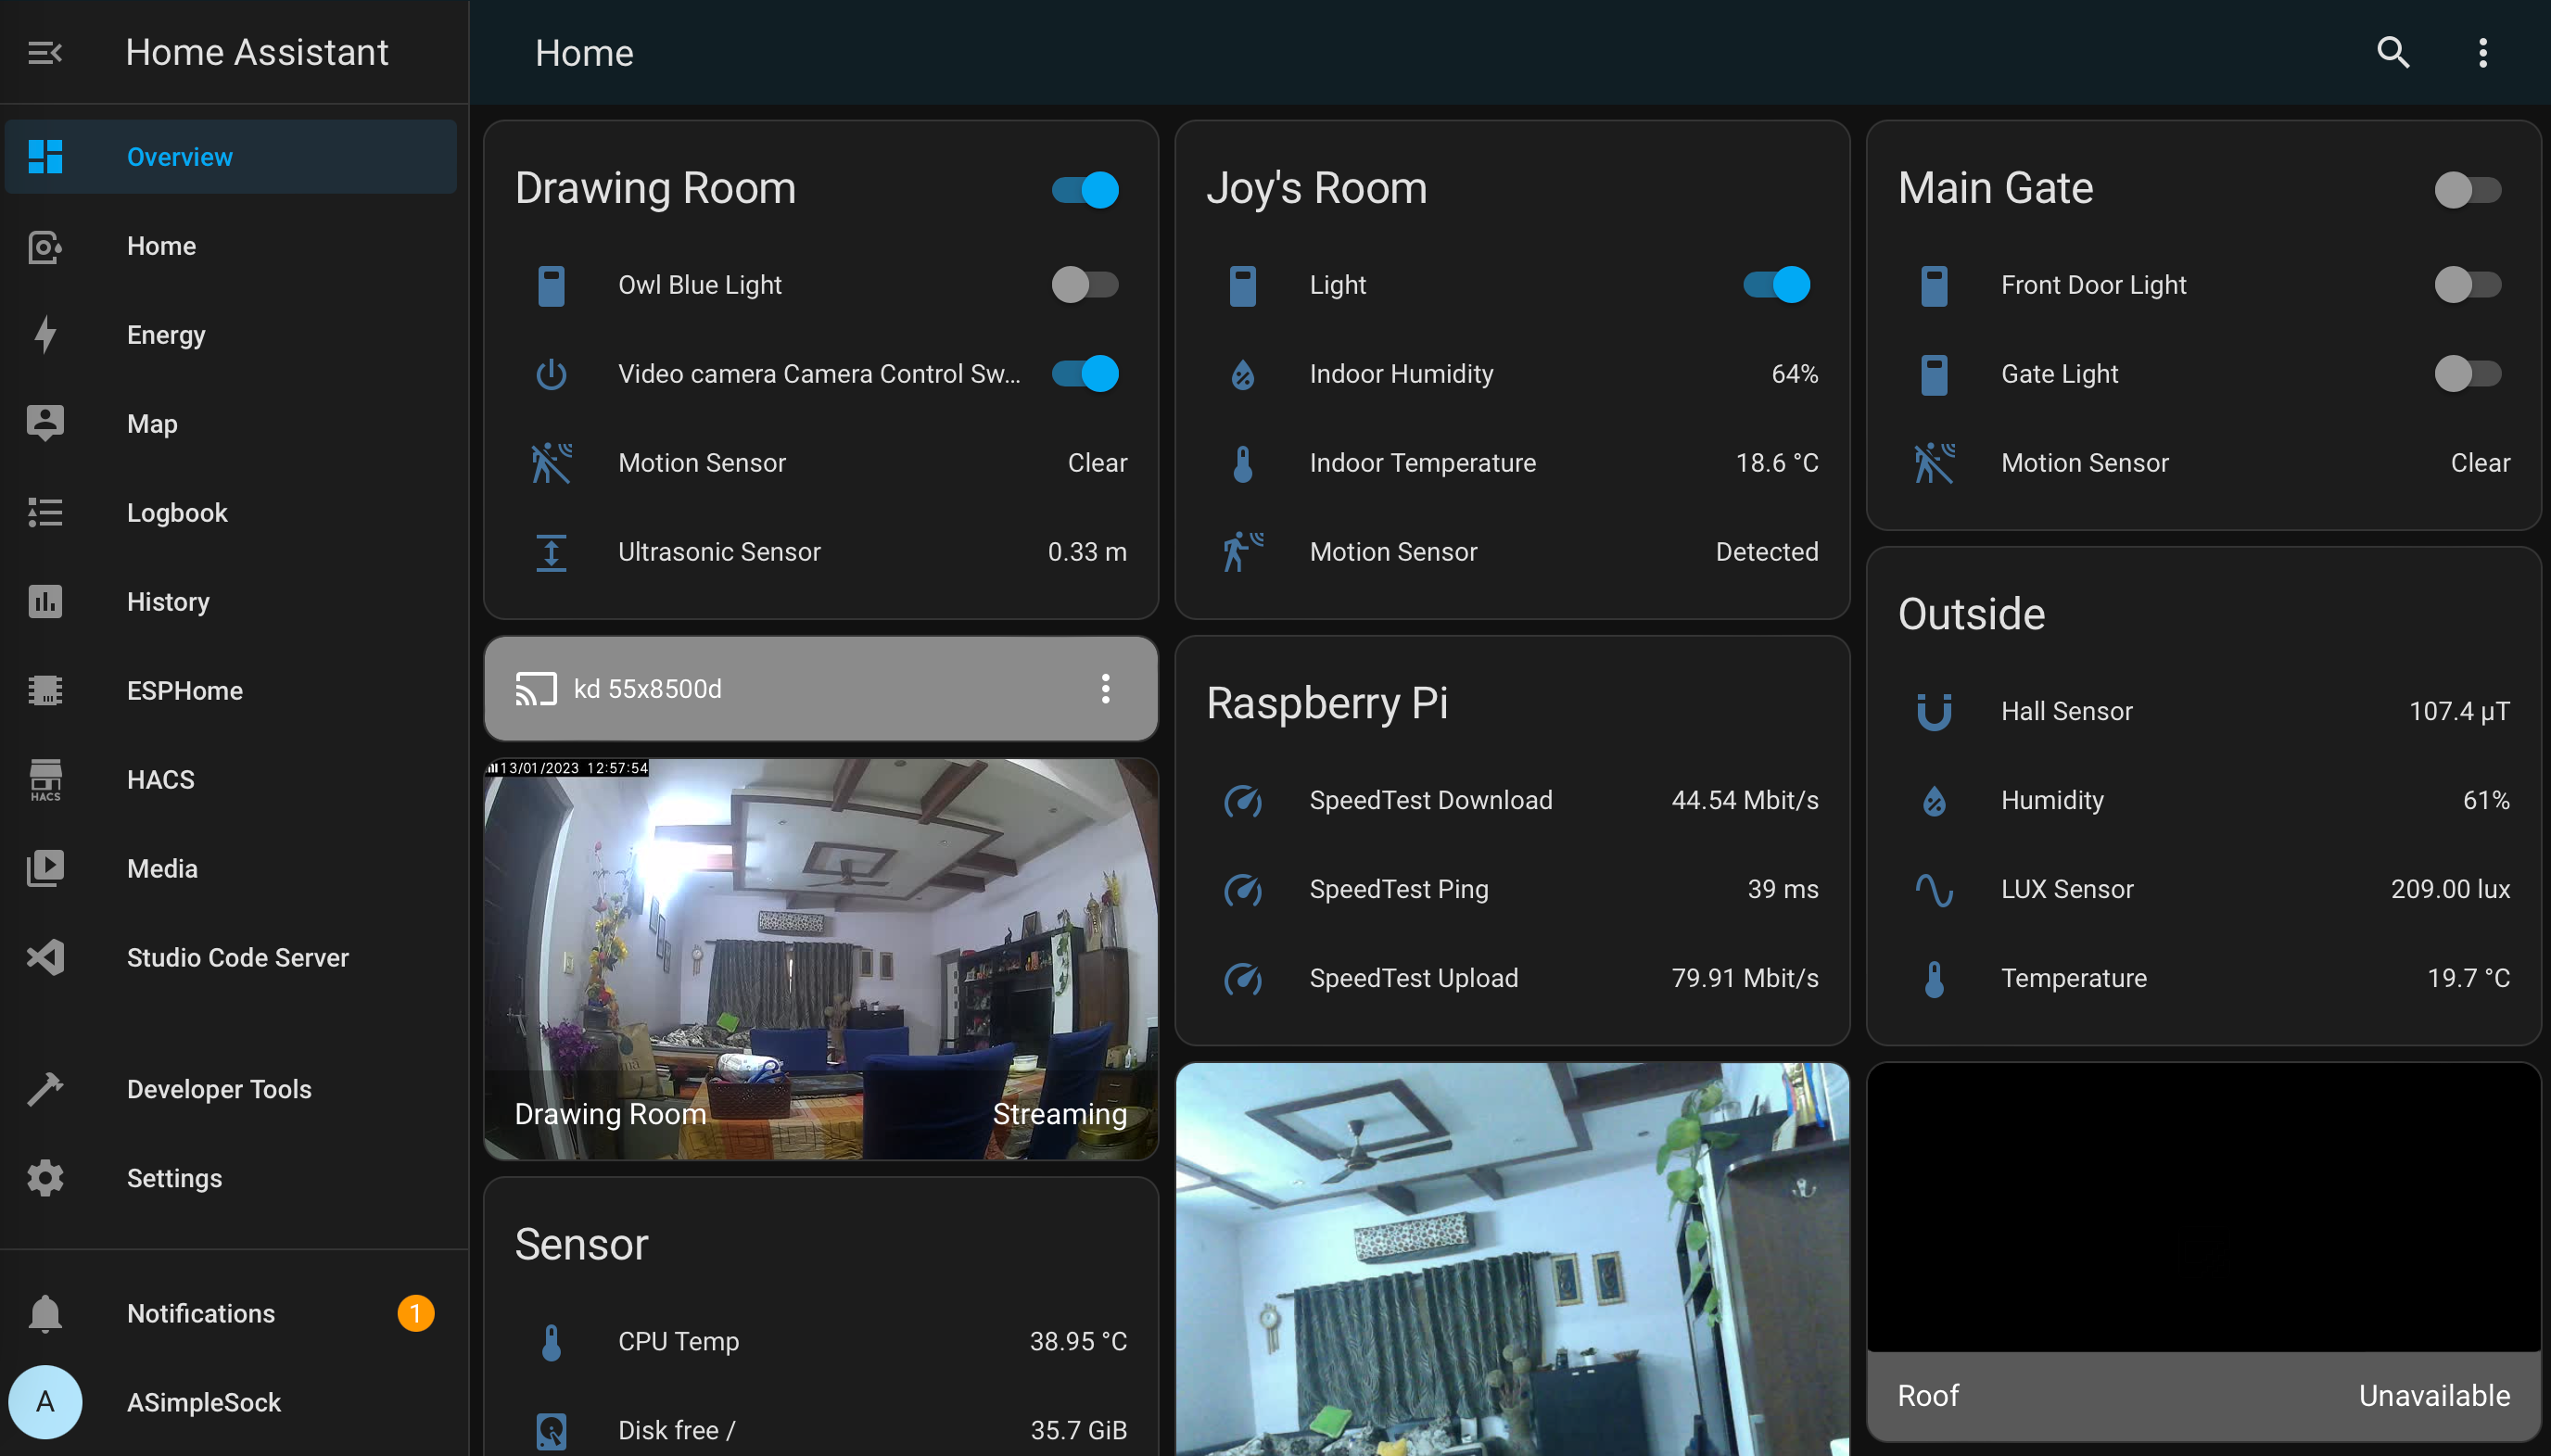 Home Assistant
Overview
Home
Energy
Map
Logbook
History
ESPHome
HACS
HACS
Media
Studio Code Server
Developer Tools
Settings
Notifications 1
A ASimpleSock
Home
Drawing Room
Owl Blue Light
Video camera Camera Control Sw...
Motion Sensor Clear
Ultrasonic Sensor 0.33 m
kd 55x8500d
13/01/2023 12:57:54
Drawing Room Streaming
Sensor
CPU Temp 38.95 °C
Disk free / 35.7 GiB
Joy's Room
Light
Indoor Humidity 64%
Indoor Temperature 18.6 °C
Motion Sensor Detected
Raspberry Pi
SpeedTest Download 44.54 Mbit/s
SpeedTest Ping 39 ms
SpeedTest Upload 79.91 Mbit/s
Main Gate
Front Door Light
Gate Light
Motion Sensor Clear
Outside
Hall Sensor 107.4 µT
Humidity 61%
LUX Sensor 209.00 lux
Temperature 19.7 °C
Roof Unavailable